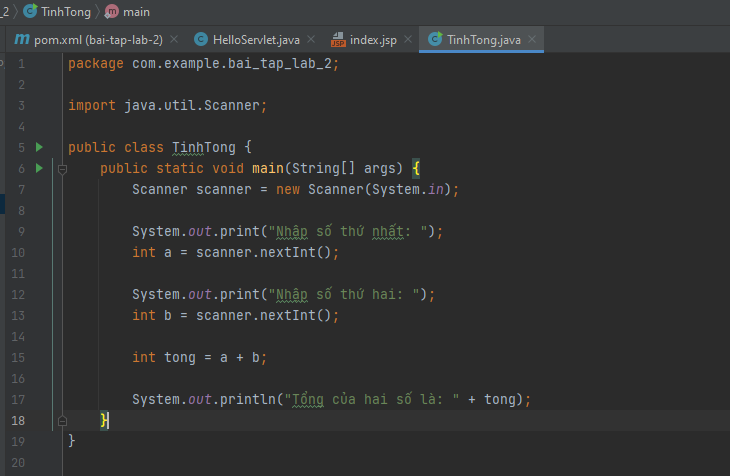 _2 TinhTong main
pom.xml (bai-tap-lab-2) HelloServlet.java index.jsp TinhTong.java
1 package com.example.bai_tap_lab_2;
2
3 import java.util.Scanner;
4
5 public class TinhTong {
6 public static void main(String[] args) {
7 Scanner scanner = new Scanner(System.in);
8
9 System.out.print("Nhập số thứ nhất: ");
10 int a = scanner.nextInt();
11
12 System.out.print("Nhập số thứ hai: ");
13 int b = scanner.nextInt();
14
15 int tong = a + b;
16
17 System.out.println("Tổng của hai số là: " + tong);
18 }
19 }
20